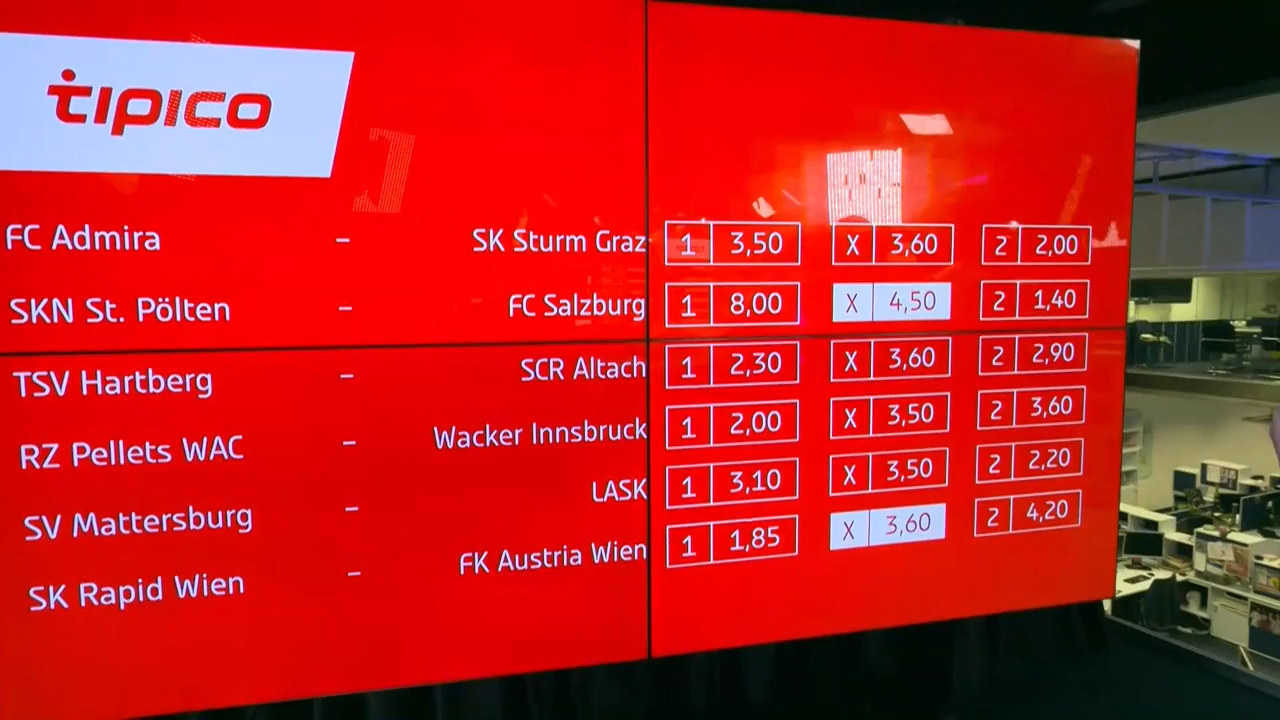 tipico
FC Admira – SK Sturm Graz 1 3,50 X 3,60 2 2,00
SKN St. Pölten – FC Salzburg 1 8,00 X 4,50 2 1,40
TSV Hartberg – SCR Altach 1 2,30 X 3,60 2 2,90
RZ Pellets WAC – Wacker Innsbruck 1 2,00 X 3,50 2 3,60
SV Mattersburg – LASK 1 3,10 X 3,50 2 2,20
SK Rapid Wien – FK Austria Wien 1 1,85 X 3,60 2 4,20